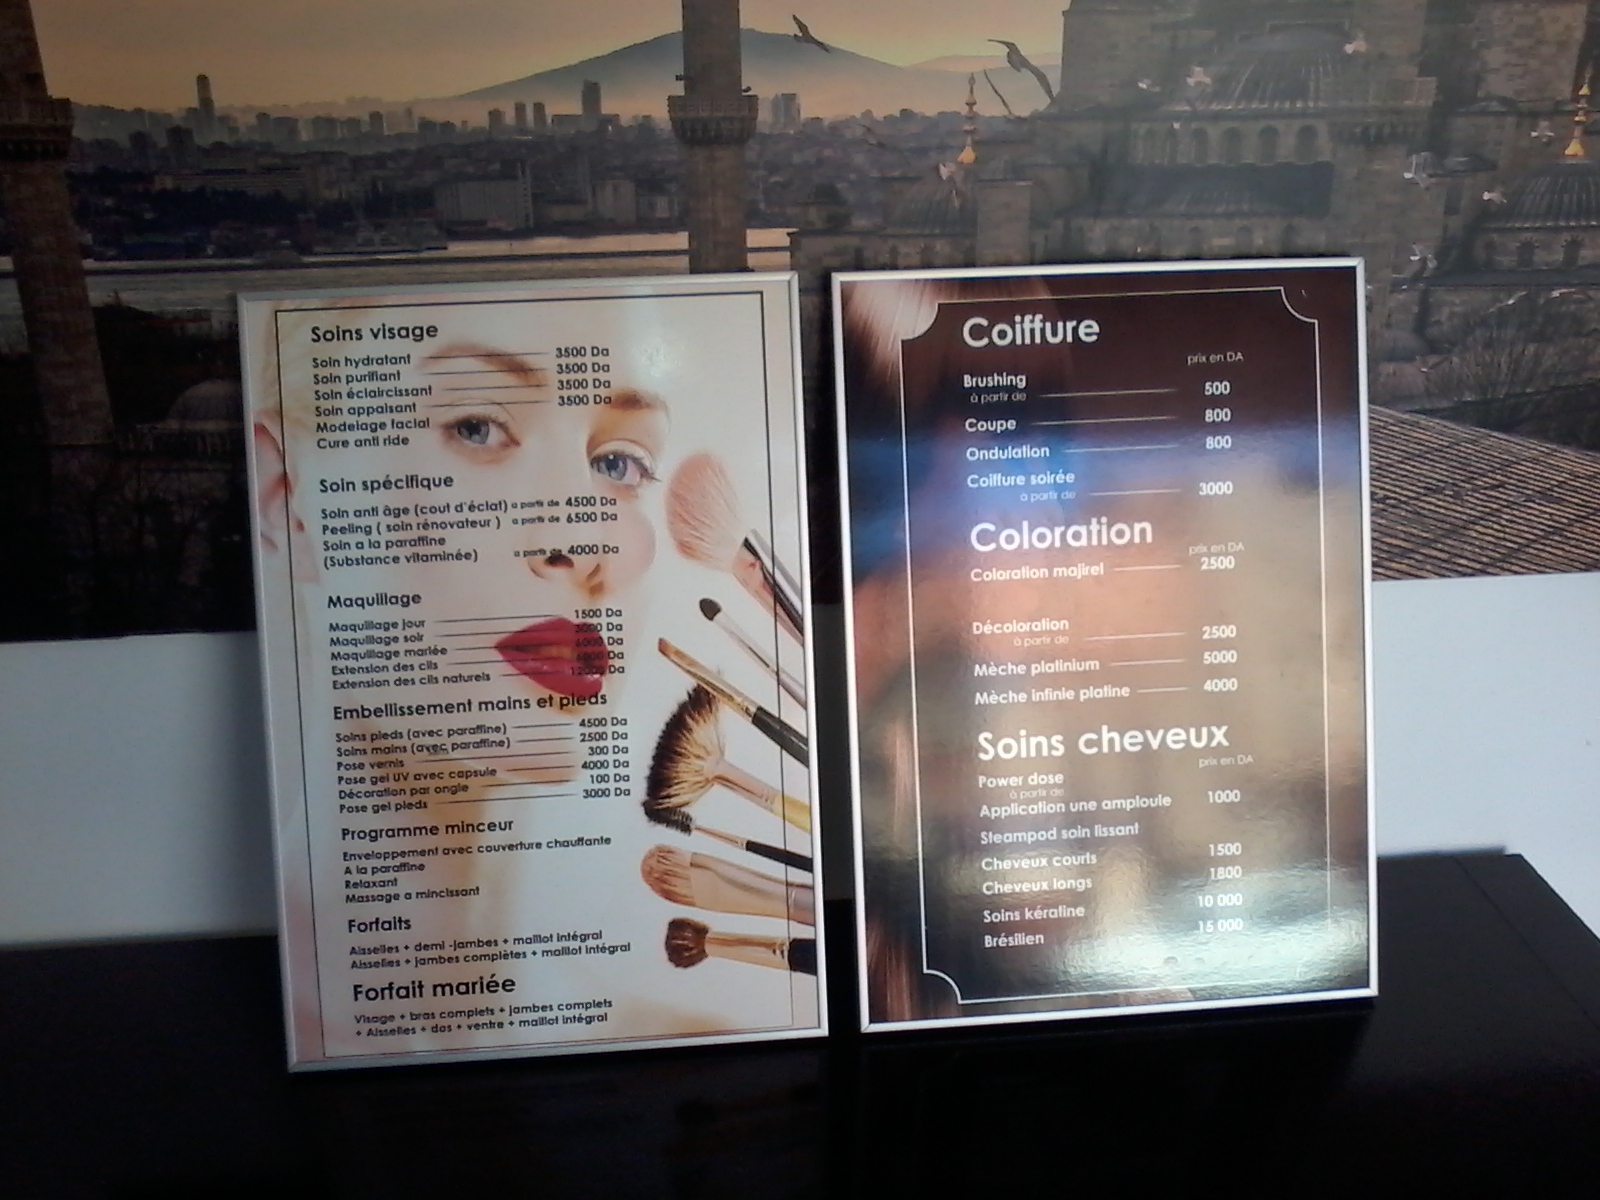 Soins visage
Soin hydratant 3500 Da
Soin purifiant 3500 Da
Soin éclaircissant 3500 Da
Soin appaisant 3500 Da
Modelage facial
Cure anti ride
Soin spécifique
Soin anti âge (cout d'éclat) a partir de 4500 Da
Peeling ( soin rénovateur ) a partir de 6500 Da
Soin a la paraffine
(Substance vitaminée) a partir de 4000 Da
Maquillage
Maquillage jour 1500 Da
Maquillage soir 3000 Da
Maquillage mariée 6000 Da
Extension des cils 6000 Da
Extension des cils naturels 12000 Da
Embellissement mains et pieds
Soins pieds (avec paraffine) 4500 Da
Soins mains (avec paraffine) 2500 Da
Pose vernis 300 Da
Pose gel UV avec capsule 4000 Da
Décoration par ongle 100 Da
Pose gel pieds 3000 Da
Programme minceur
Enveloppement avec couverture chauffante
A la paraffine
Relaxant
Massage a mincissant
Forfaits
Aisselles + demi -jambes + maillot intégral
Aisselles + jambes complètes + maillot intégral
Forfait mariée
Visage + bras complets + jambes complets
+ Aisselles + dos + ventre + maillot intégral
Coiffure
prix en DA
Brushing 500
à partir de
Coupe 800
Ondulation 800
Coiffure soirée 3000
à partir de
Coloration
prix en DA
Coloration majirel 2500
Décoloration 2500
à partir de
Mèche platinium 5000
Mèche infinie platine 4000
Soins cheveux
prix en DA
Power dose
à partir de
Application une amploule 1000
Steampod soin lissant
Cheveux courts 1500
Cheveux longs 1800
Soins kératine 10 000
Brésilien 15 000